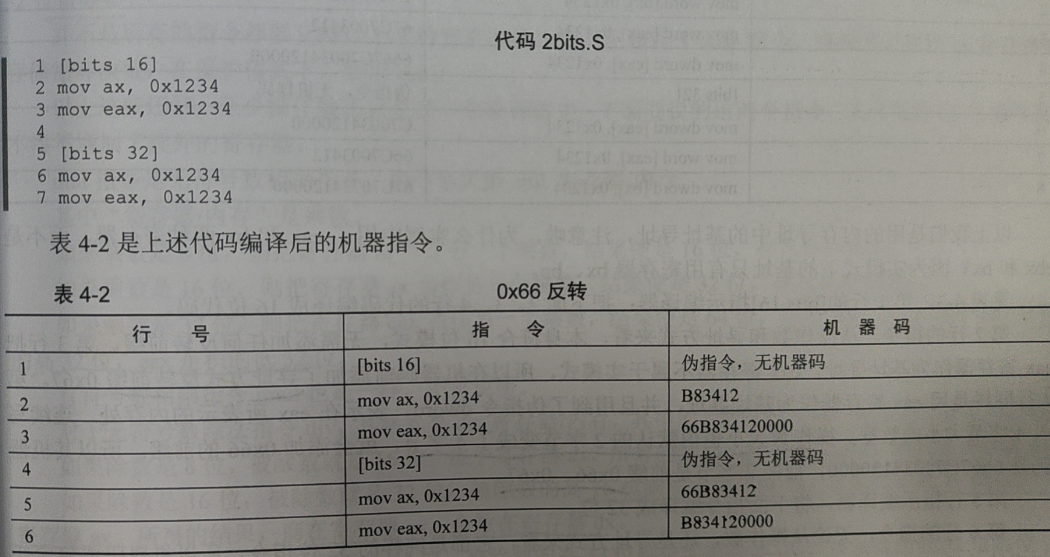 代码 2bits.S
1 [bits 16]
2 mov ax, 0x1234
3 mov eax, 0x1234
4
5 [bits 32]
6 mov ax, 0x1234
7 mov eax, 0x1234
表 4-2 是上述代码编译后的机器指令。
表 4-2 0x66 反转
行 号 指 令 机 器 码
1 [bits 16] 伪指令，无机器码
2 mov ax, 0x1234 B83412
3 mov eax, 0x1234 66B834120000
4 [bits 32] 伪指令，无机器码
5 mov ax, 0x1234 66B83412
6 mov eax, 0x1234 B834120000